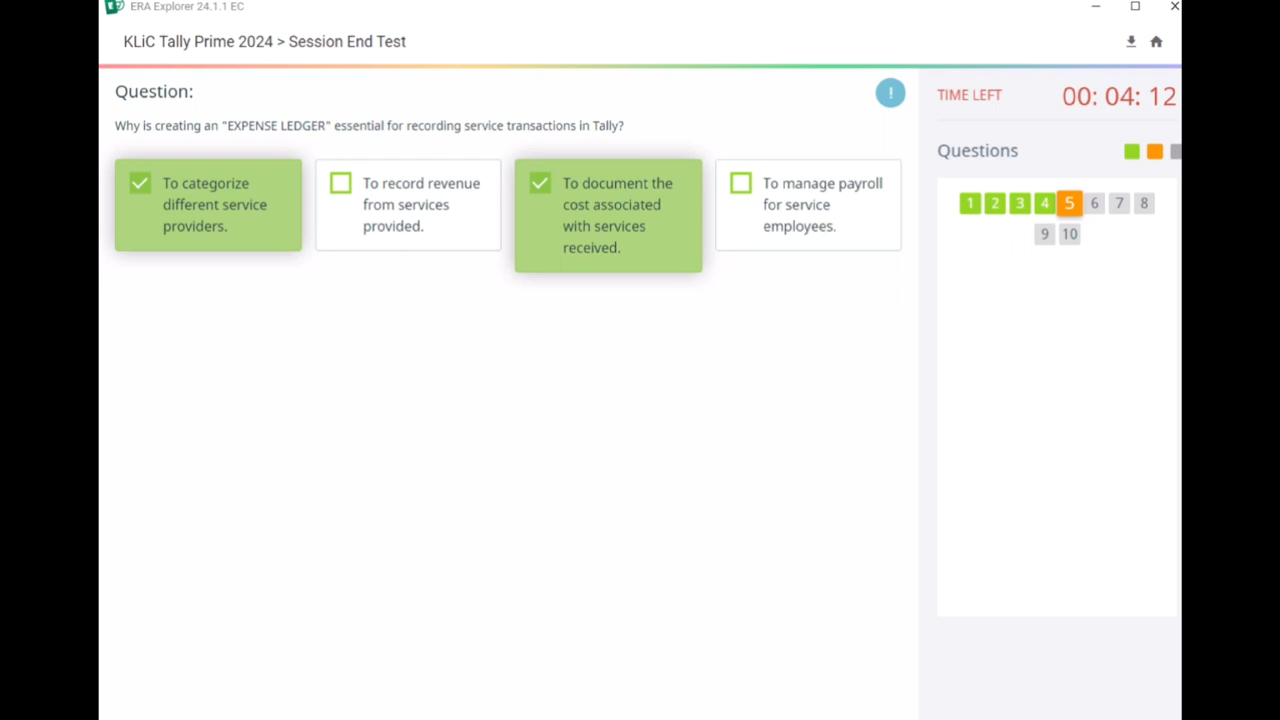 ERA Explorer 24.1.1 EC
KLiC Tally Prime 2024 > Session End Test
Question:
!
Why is creating an "EXPENSE LEDGER" essential for recording service transactions in Tally?
To categorize
different service
providers.
To record revenue
from services
provided.
To document the
cost associated
with services
received.
To manage payroll
for service
employees.
TIME LEFT 00: 04: 12
Questions
1 2 3 4 5 6 7 8
9 10